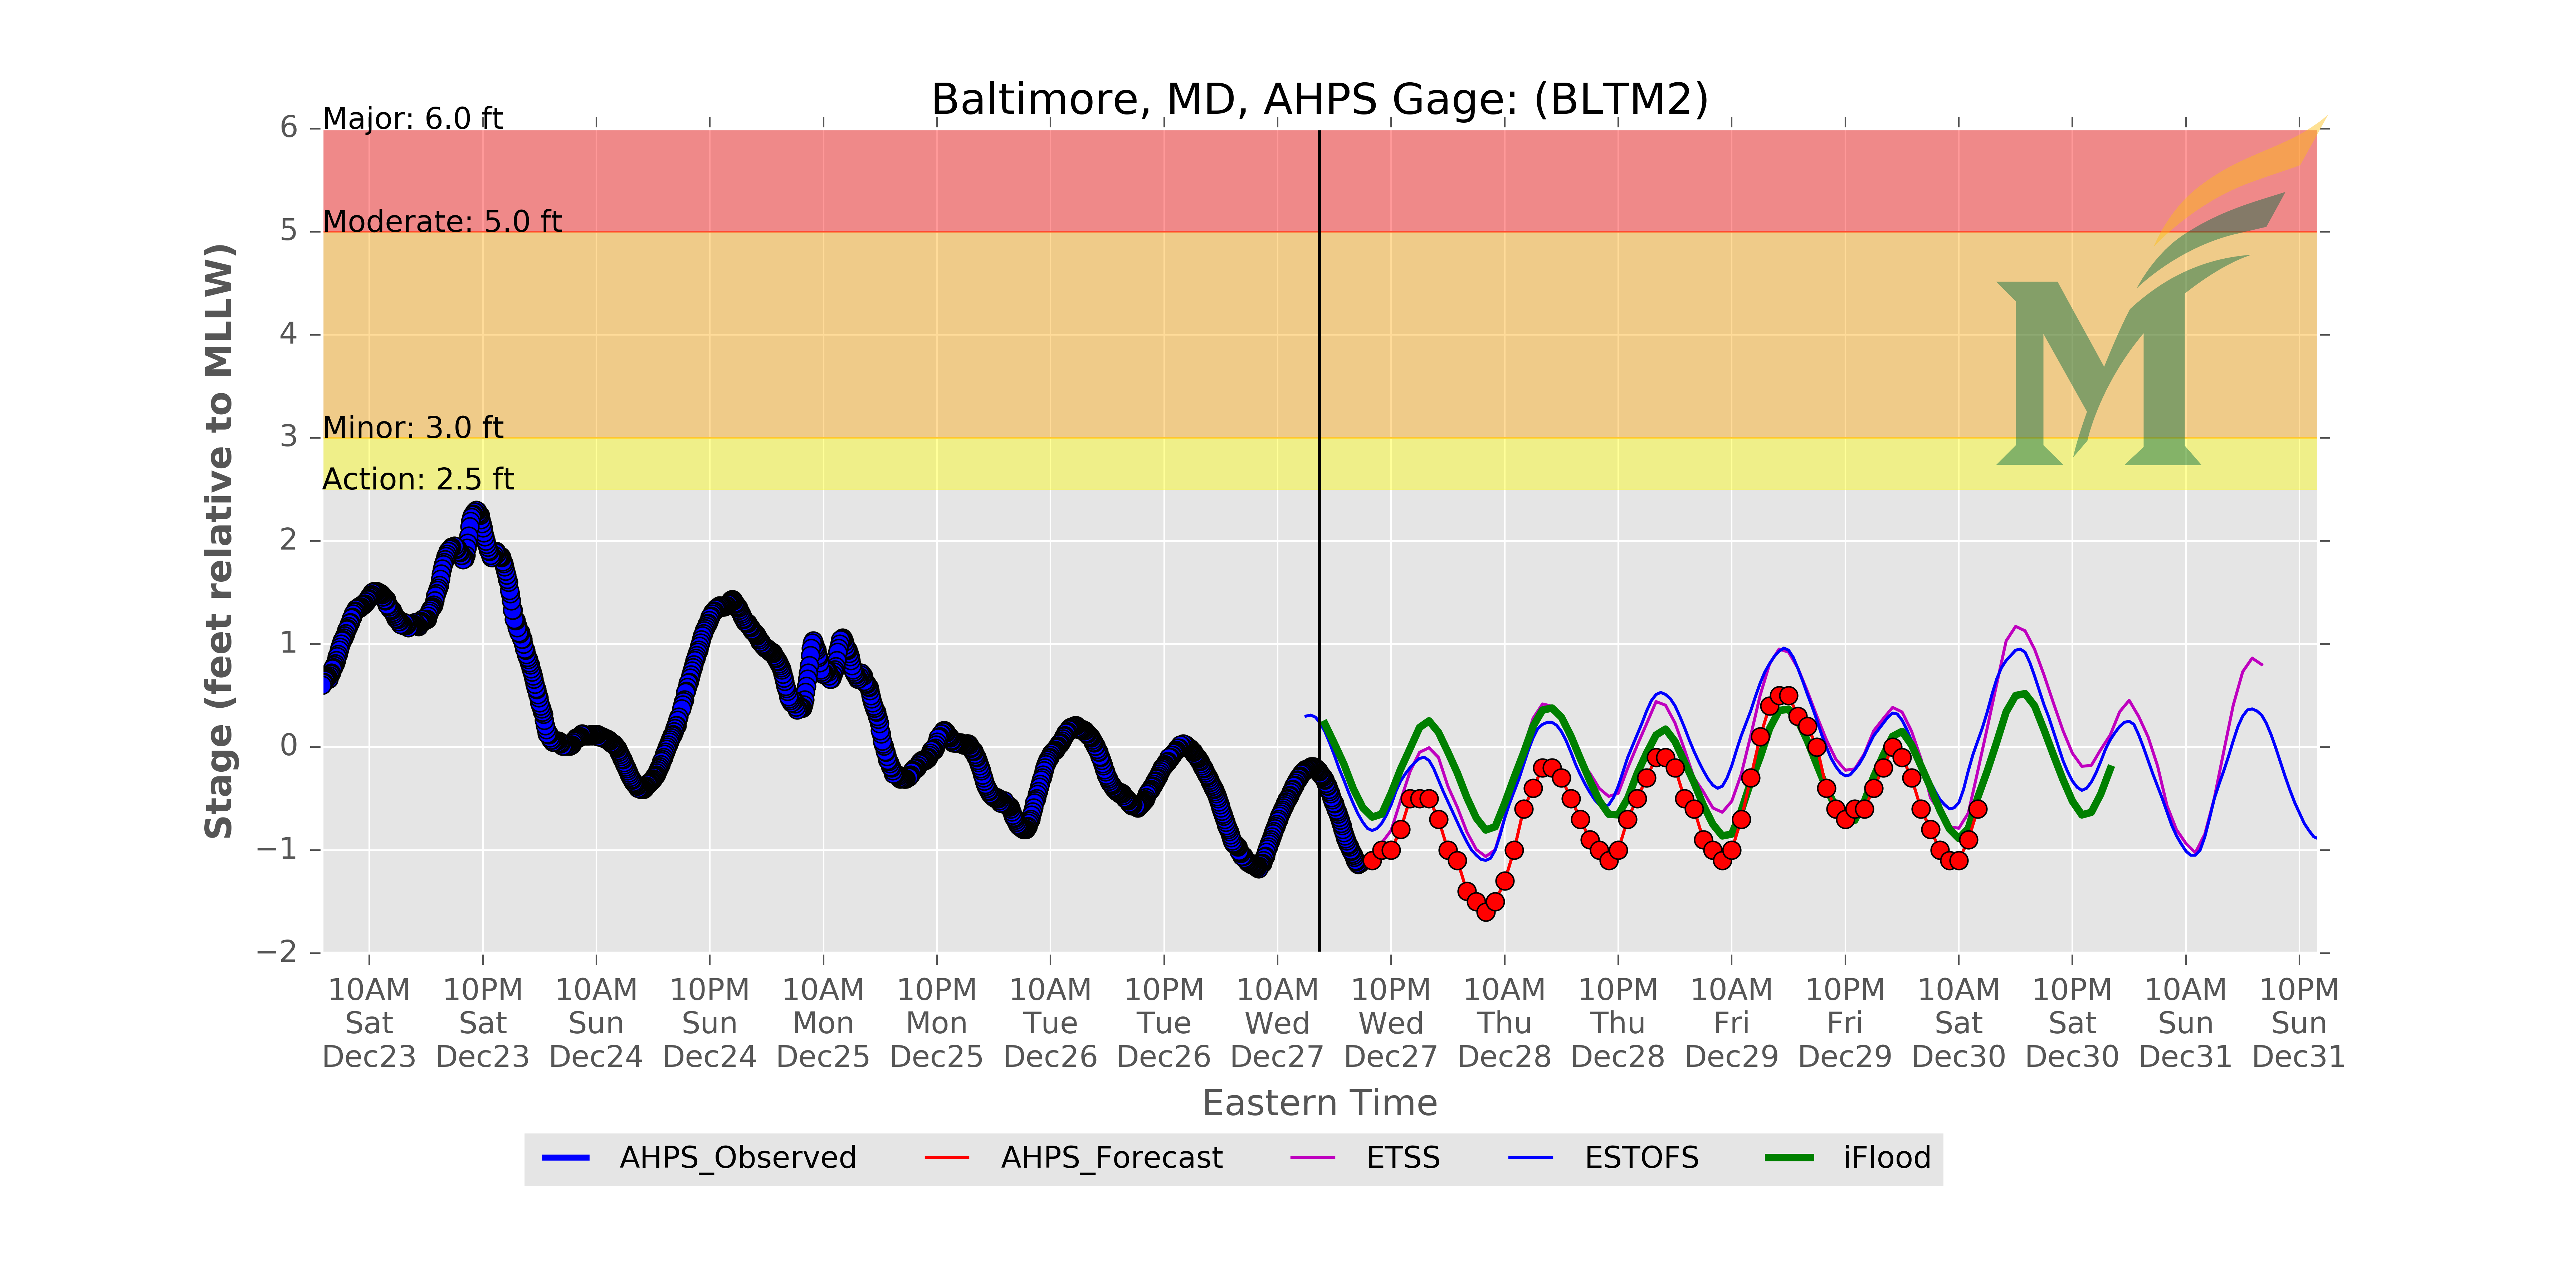 Baltimore, MD, AHPS Gage: (BLTM2)
Major: 6.0 ft
Moderate: 5.0 ft
Minor: 3.0 ft
Action: 2.5 ft
Stage (feet relative to MLLW)
6
5
4
3
2
1
0
−1
−2
10AM 10PM 10AM 10PM 10AM 10PM 10AM 10PM 10AM 10PM 10AM 10PM 10AM 10PM 10AM 10PM 10AM 10PM
Sat Sat Sun Sun Mon Mon Tue Tue Wed Wed Thu Thu Fri Fri Sat Sat Sun Sun
Dec23 Dec23 Dec24 Dec24 Dec25 Dec25 Dec26 Dec26 Dec27 Dec27 Dec28 Dec28 Dec29 Dec29 Dec30 Dec30 Dec31 Dec31
Eastern Time
AHPS_Observed AHPS_Forecast ETSS ESTOFS iFlood
M